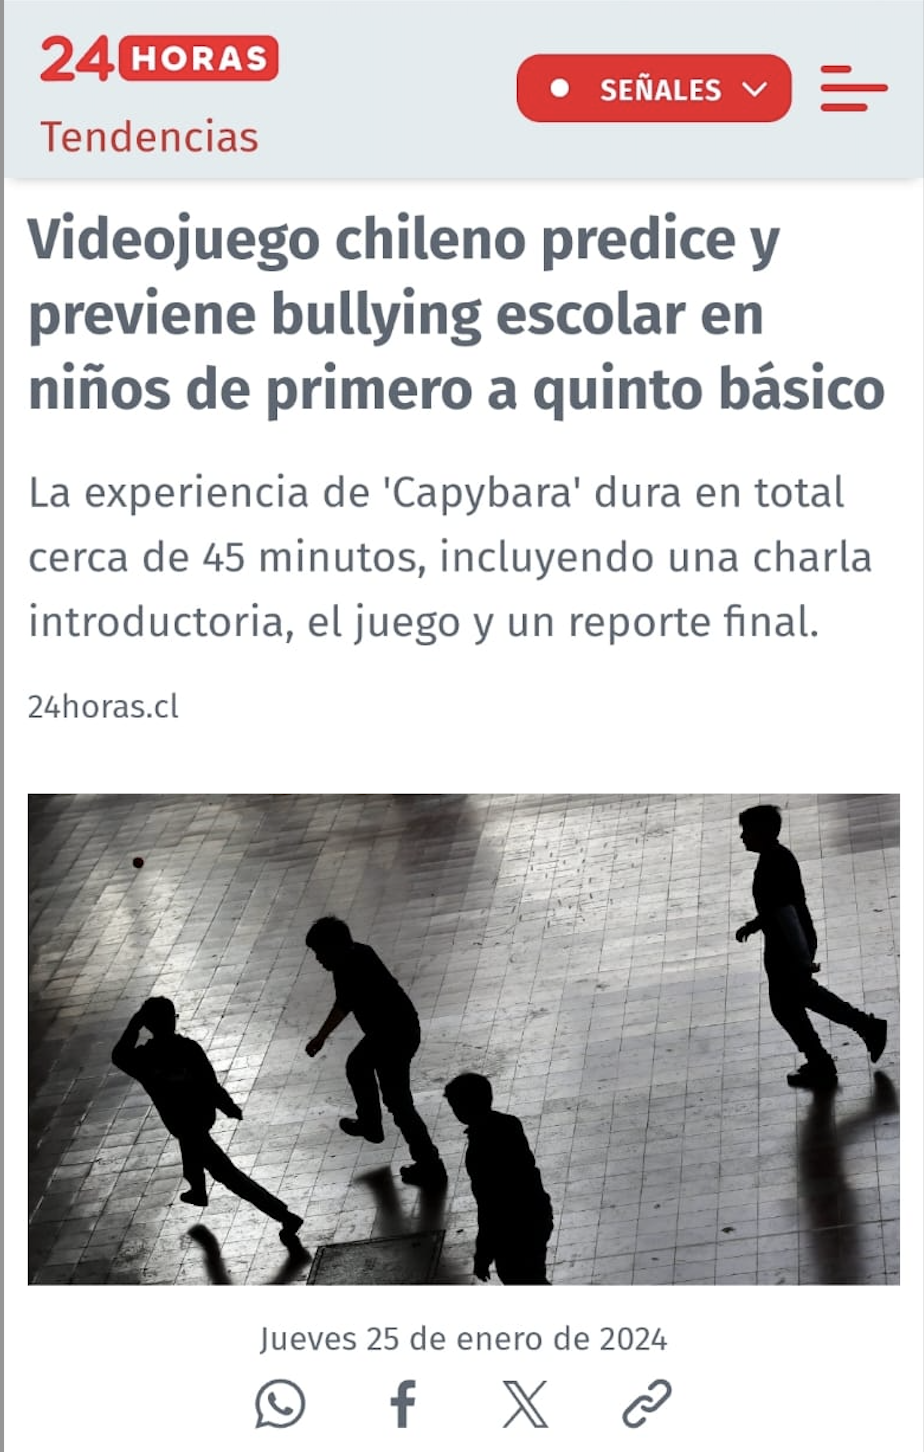 24 HORAS
SEÑALES
Tendencias
Videojuego chileno predice y
previene bullying escolar en
niños de primero a quinto básico
La experiencia de 'Capybara' dura en total
cerca de 45 minutos, incluyendo una charla
introductoria, el juego y un reporte final.
24horas.cl
Jueves 25 de enero de 2024